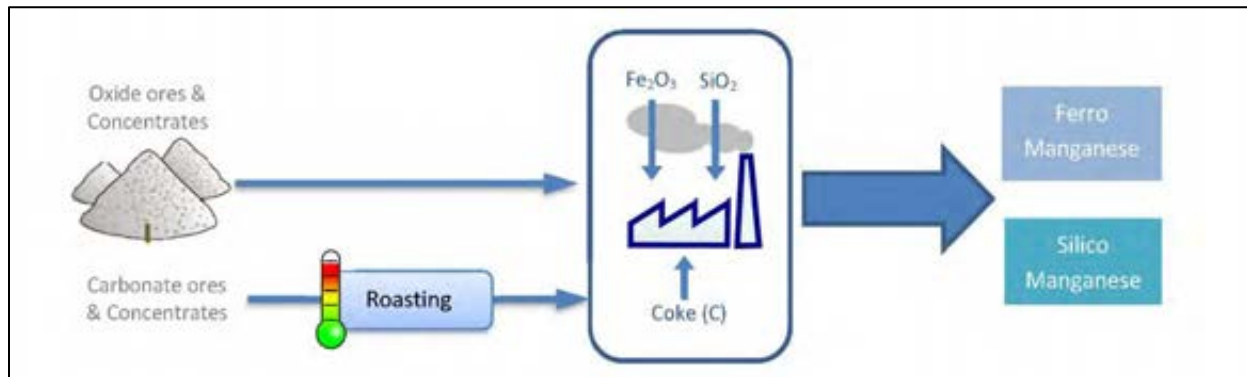 Oxide ores &
Concentrates
Carbonate ores
& Concentrates
Roasting
Fe₂O₃
SiO₂
Coke (C)
Ferro
Manganese
Silico
Manganese